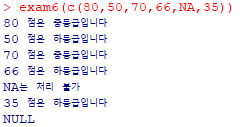 > exam6(c(80,50,70,66,NA,35))
80 점은 중등급입니다
50 점은 하등급입니다
70 점은 중등급입니다
66 점은 하등급입니다
NA는 처리 불가
35 점은 하등급입니다
NULL